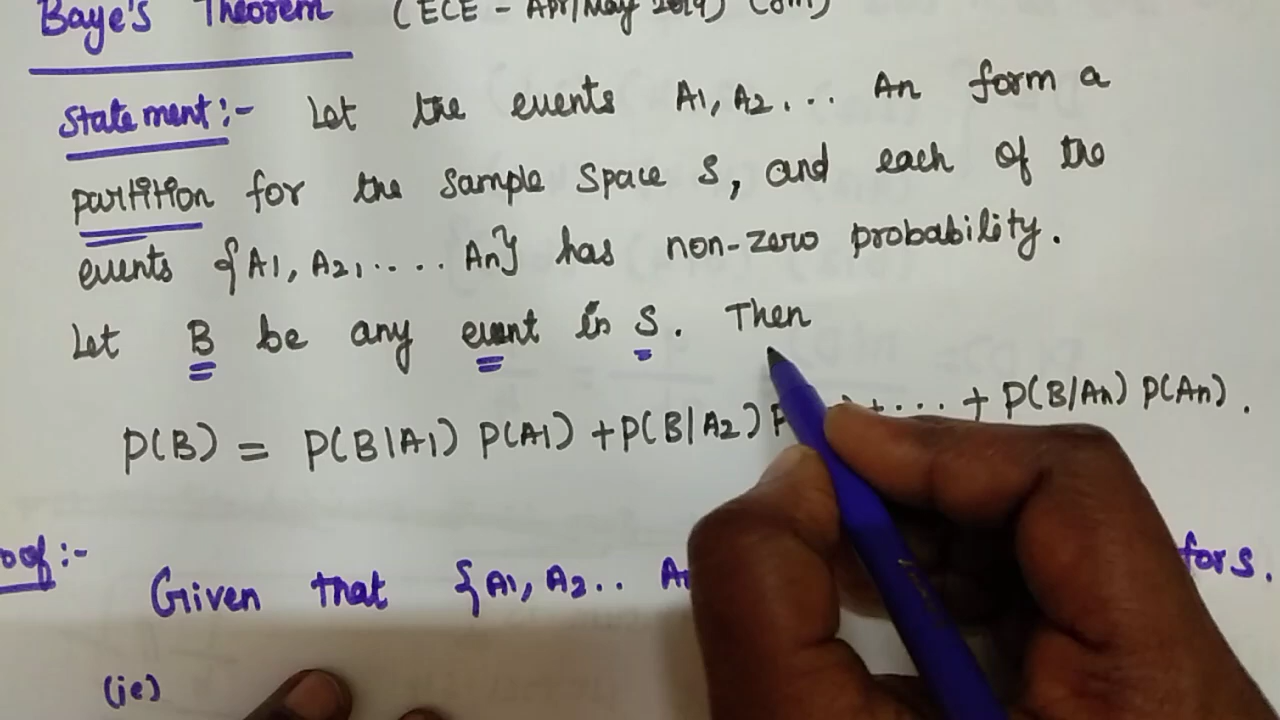 Baye's Theorem (ECE - Apr/May 2019) (8m)
Statement:- Let the events A1, A2... An form a
partition for the sample space S, and each of the
events {A1, A2, .... An} has non-zero probability.
Let B be any event in S. Then
P(B) = P(B|A1) P(A1) + P(B|A2) P + ... + P(B/An) P(An).
oof:- Given that {A1, A2.. for S.
(ie)